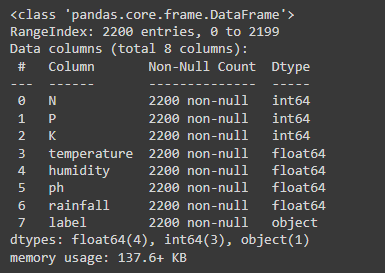 <class 'pandas.core.frame.DataFrame'>
RangeIndex: 2200 entries, 0 to 2199
Data columns (total 8 columns):
 #   Column       Non-Null Count  Dtype
---  ------       --------------  -----
 0   N            2200 non-null   int64
 1   P            2200 non-null   int64
 2   K            2200 non-null   int64
 3   temperature  2200 non-null   float64
 4   humidity     2200 non-null   float64
 5   ph           2200 non-null   float64
 6   rainfall     2200 non-null   float64
 7   label        2200 non-null   object
dtypes: float64(4), int64(3), object(1)
memory usage: 137.6+ KB